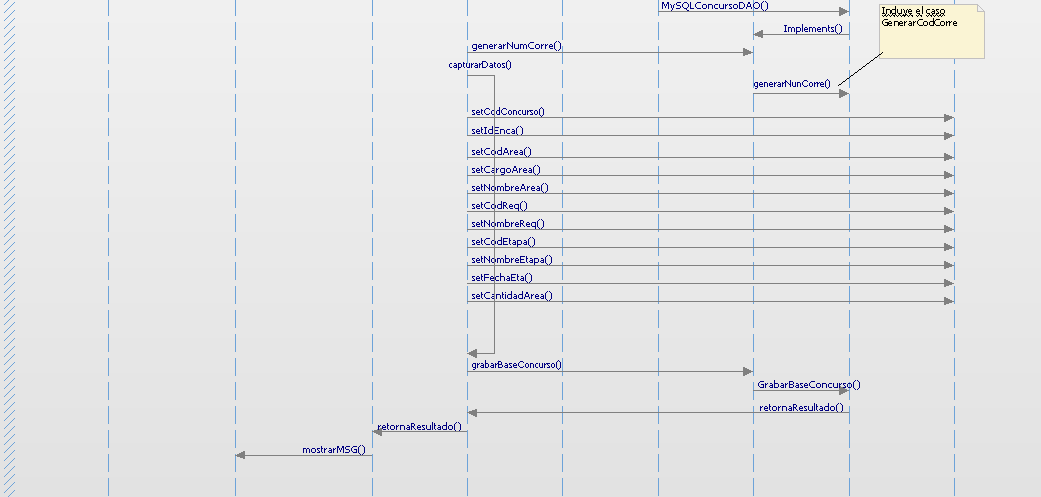 MySQLConcursoDAO()
Incluye el caso
GenerarCodCorre
Implements()
generarNumCorre()
capturarDatos()
generarNunCorre()
setCodConcurso()
setIdEnca()
setCodArea()
setCargoArea()
setNombreArea()
setCodReq()
setNombreReq()
setCodEtapa()
setNombreEtapa()
setFechaEta()
setCantidadArea()
grabarBaseConcurso()
GrabarBaseConcurso()
retornaResultado()
retornaResultado()
mostrarMSG()